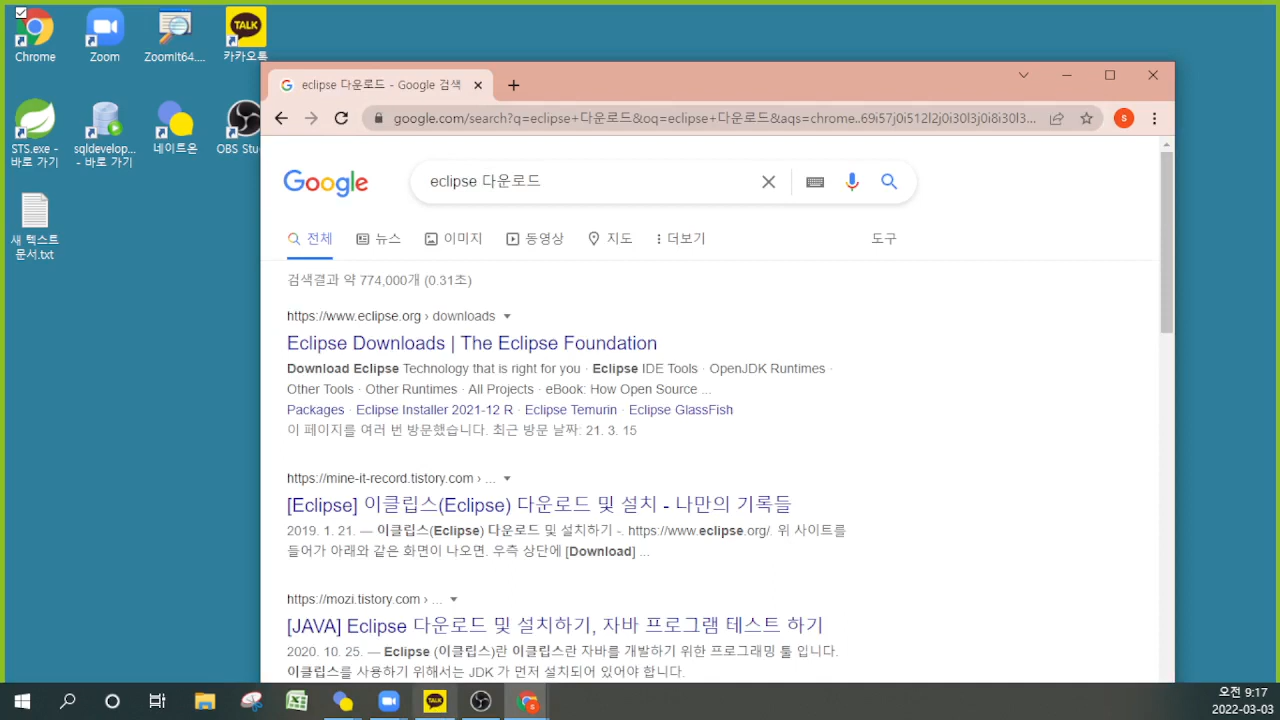 Chrome
Zoom
ZoomIt64....
TALK
카카오톡
STS.exe -
바로 가기
sqldevelop...
- 바로 가기
네이트온
OBS Stu
새 텍스트
문서.txt
eclipse 다운로드 - Google 검색
google.com/search?q=eclipse+다운로드&oq=eclipse+다운로드&aqs=chrome..69i57j0i512l2j0i30l3j0i8i30l3...
S
Google
eclipse 다운로드
전체
뉴스
이미지
동영상
지도
더보기
도구
검색결과 약 774,000개 (0.31초)
https://www.eclipse.org › downloads
Eclipse Downloads | The Eclipse Foundation
Download Eclipse Technology that is right for you · Eclipse IDE Tools · OpenJDK Runtimes ·
Other Tools · Other Runtimes · All Projects · eBook: How Open Source ...
Packages · Eclipse Installer 2021-12 R · Eclipse Temurin · Eclipse GlassFish
이 페이지를 여러 번 방문했습니다. 최근 방문 날짜: 21. 3. 15
https://mine-it-record.tistory.com › ...
[Eclipse] 이클립스(Eclipse) 다운로드 및 설치 - 나만의 기록들
2019. 1. 21. — 이클립스(Eclipse) 다운로드 및 설치하기 -. https://www.eclipse.org/. 위 사이트를
들어가 아래와 같은 화면이 나오면. 우측 상단에 [Download] ...
https://mozi.tistory.com › ...
[JAVA] Eclipse 다운로드 및 설치하기, 자바 프로그램 테스트 하기
2020. 10. 25. — Eclipse (이클립스)란 이클립스란 자바를 개발하기 위한 프로그래밍 툴 입니다.
이클립스를 사용하기 위해서는 JDK 가 먼저 설치되어 있어야 합니다.
TALK
오전 9:17
2022-03-03